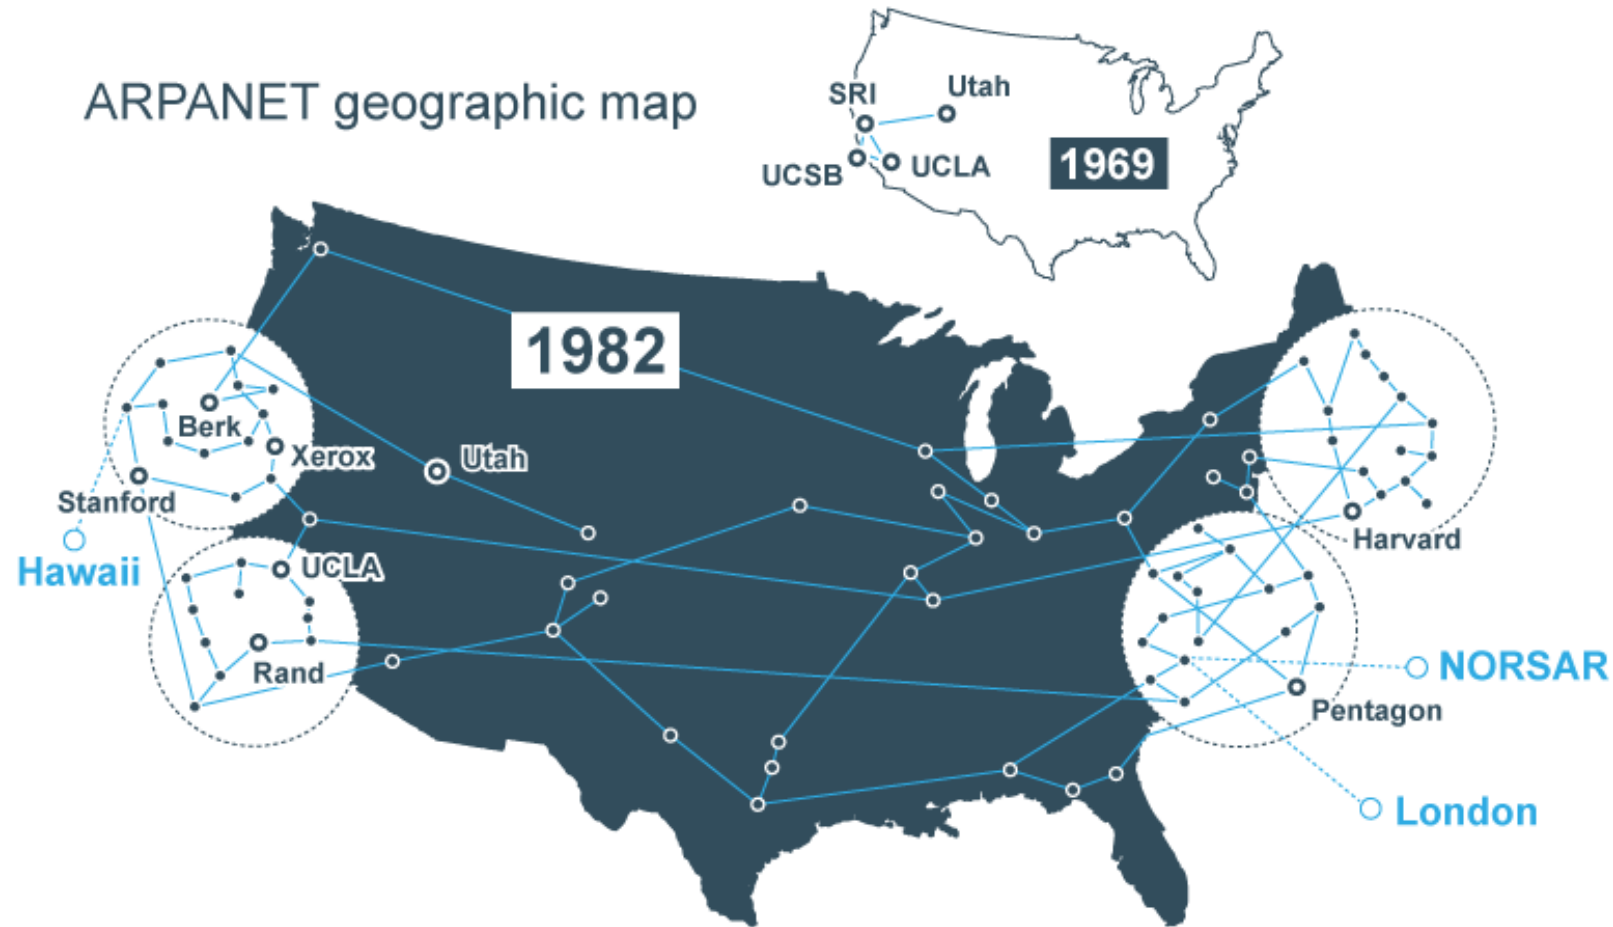 ARPANET geographic map
SRI
Utah
UCSB
UCLA
1969
1982
Berk
Xerox
Utah
Stanford
Hawaii
UCLA
Rand
Harvard
NORSAR
Pentagon
London